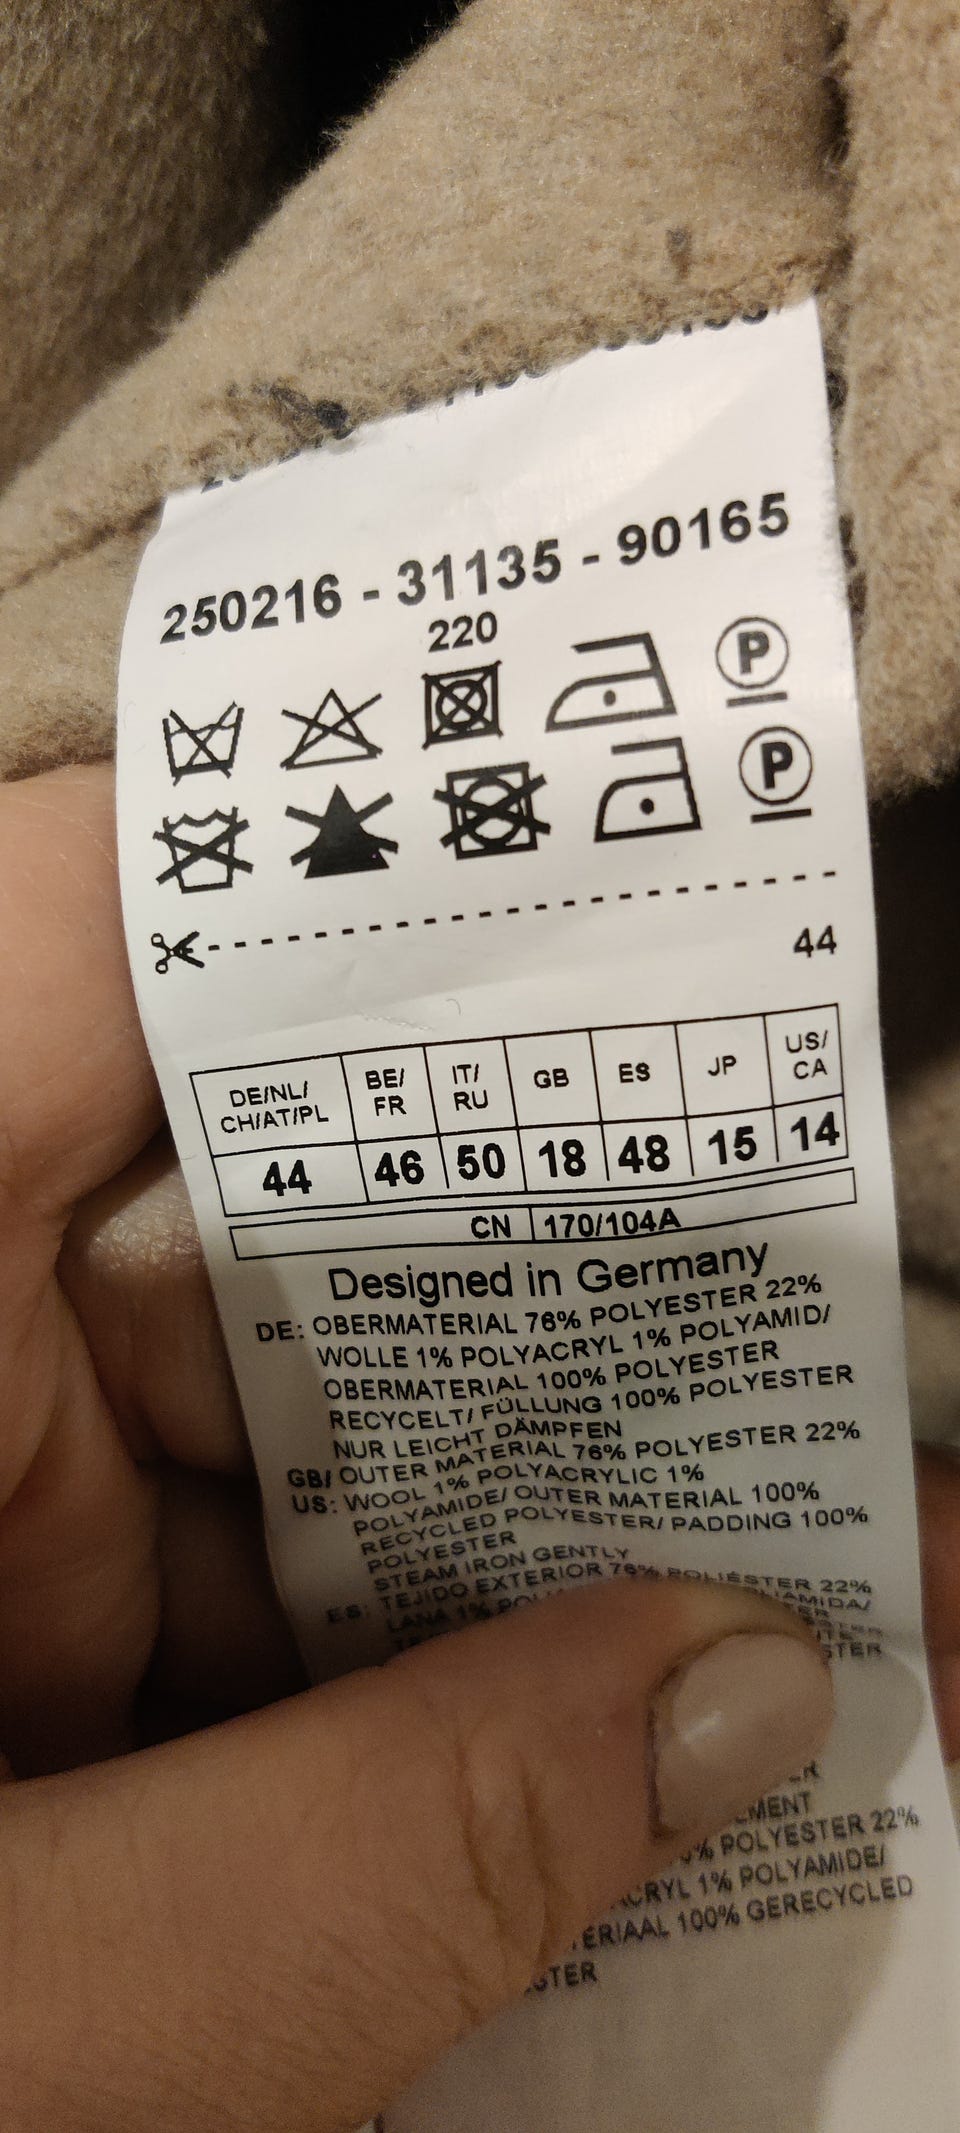 250216 - 31135 - 90165
220
P
P
44
DE/NL/ CH/AT/PL BE/ FR IT/ RU GB ES JP US/ CA
44 46 50 18 48 15 14
CN 170/104A
Designed in Germany
DE: OBERMATERIAL 76% POLYESTER 22%
WOLLE 1% POLYACRYL 1% POLYAMID/
OBERMATERIAL 100% POLYESTER
RECYCELT/ FÜLLUNG 100% POLYESTER
NUR LEICHT DÄMPFEN
GB/ OUTER MATERIAL 76% POLYESTER 22%
US: WOOL 1% POLYACRYLIC 1%
POLYAMIDE/ OUTER MATERIAL 100%
RECYCLED POLYESTER/ PADDING 100%
POLYESTER
STEAM IRON GENTLY
ES: TEJIDO EXTERIOR 76% POLIÉSTER 22%
LANA 1%
% POLYESTER 22%
1% POLYAMIDE/
100% GERECYCLED